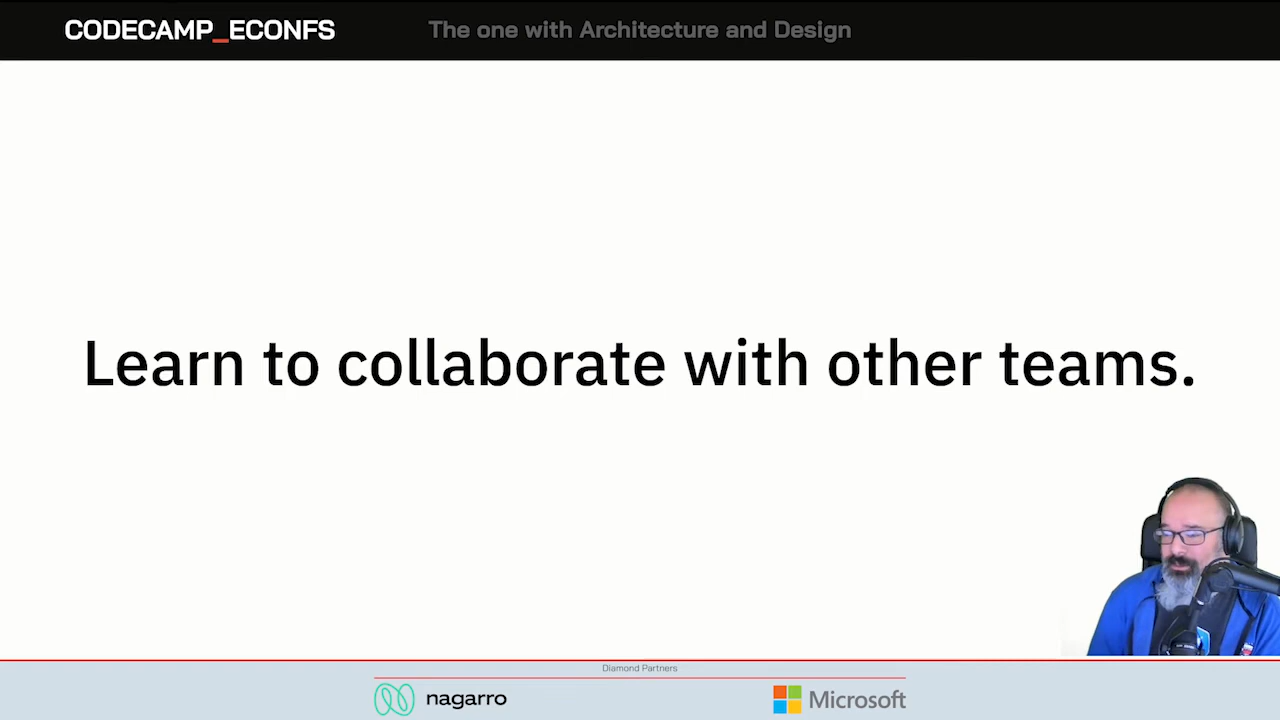 CODECAMP_ECONFS
The one with Architecture and Design
Learn to collaborate with other teams.
Diamond Partners
nagarro
Microsoft